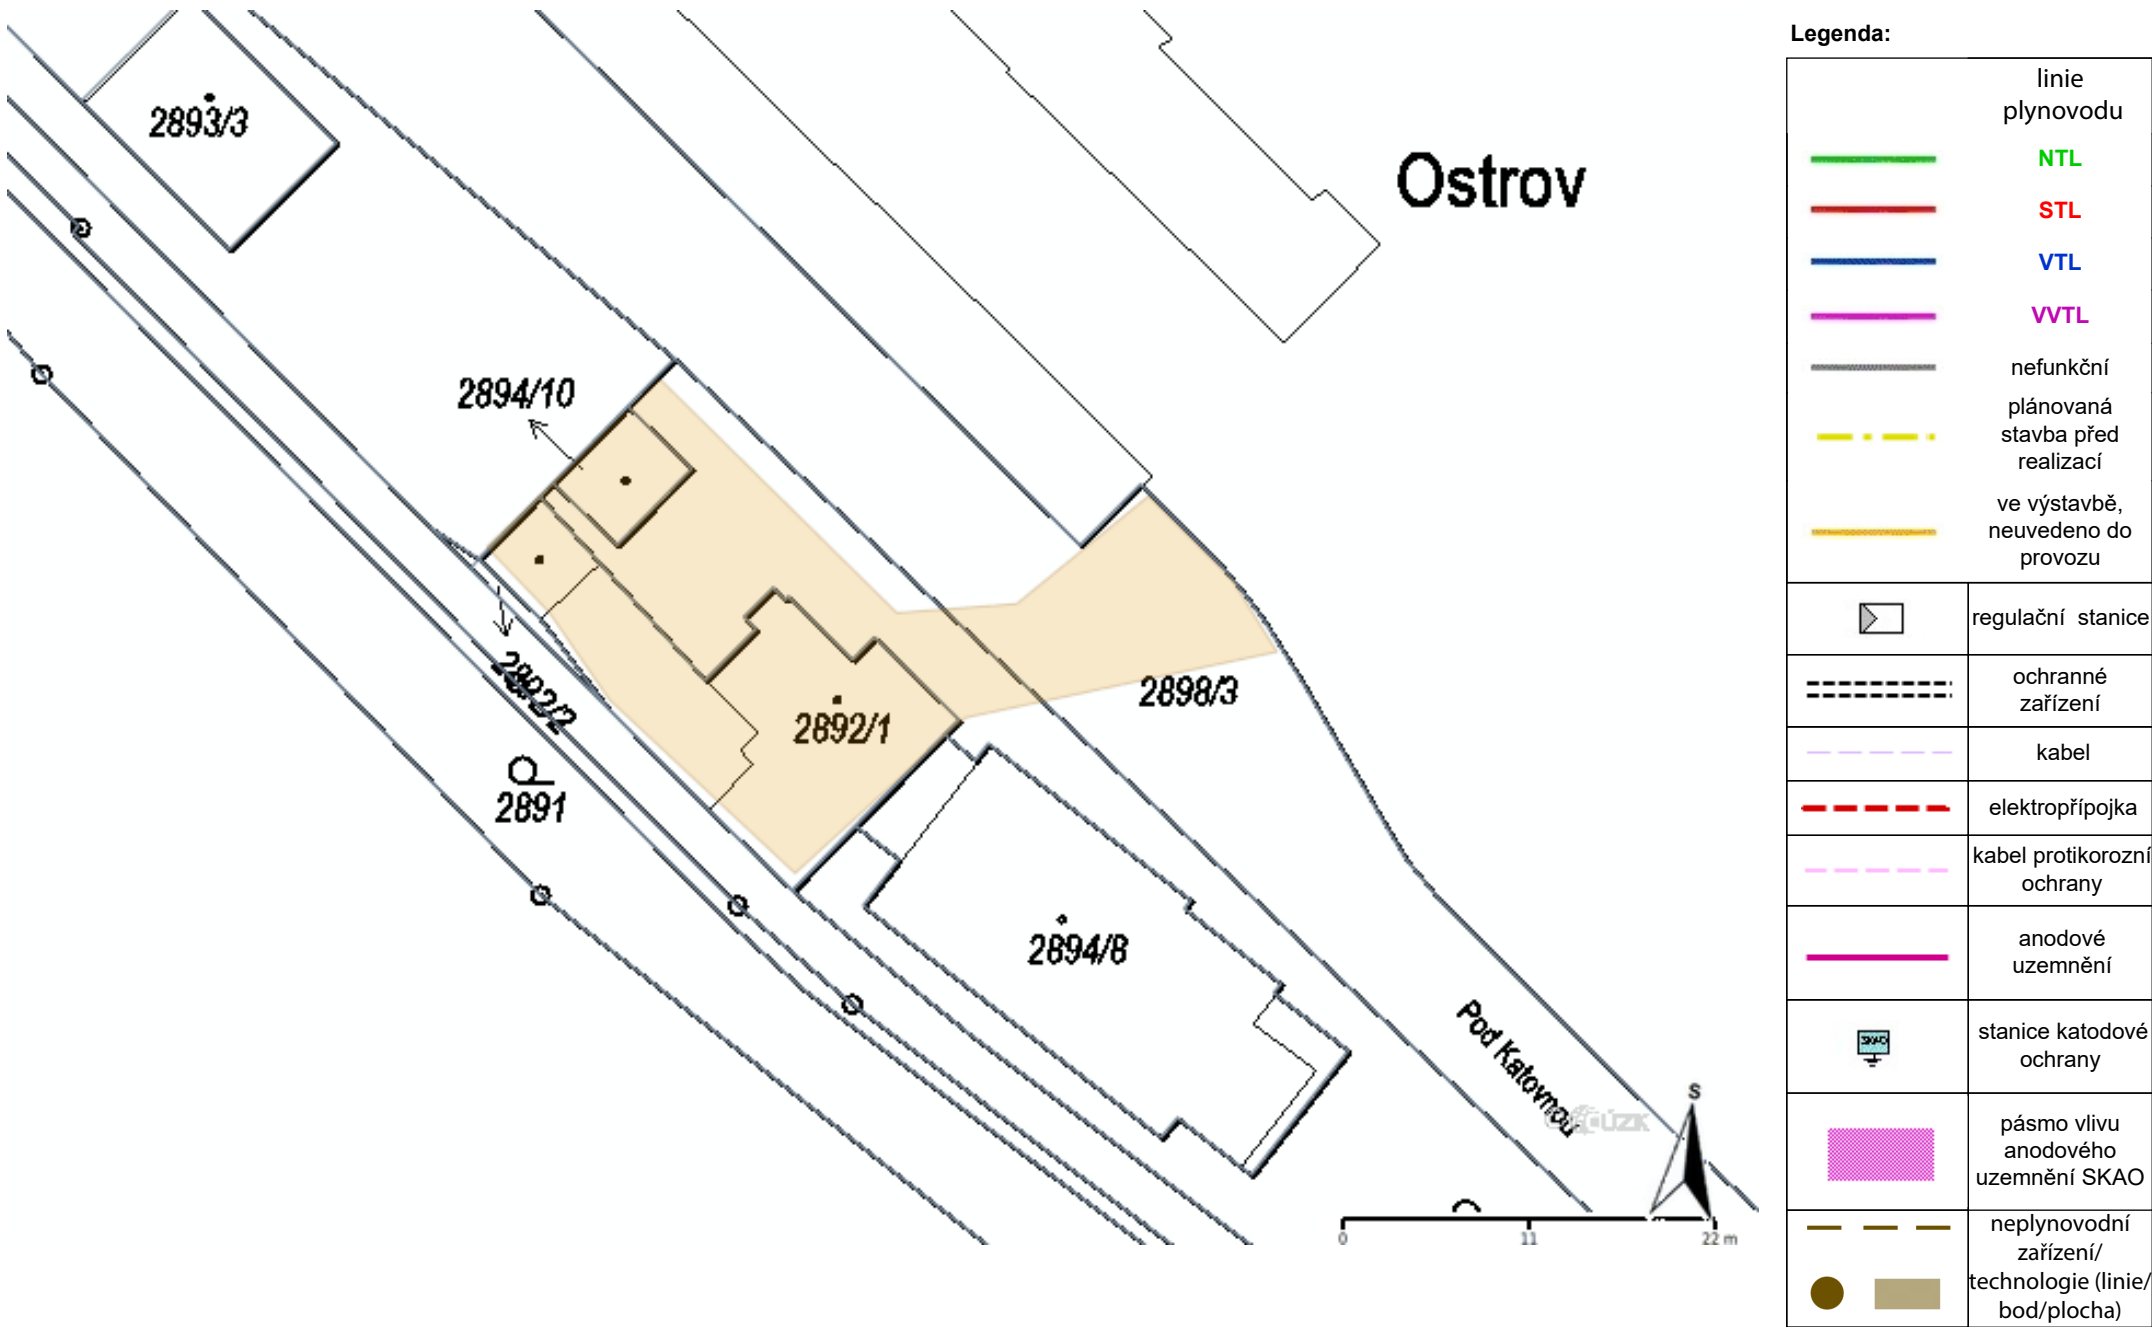 2893/3
Ostrov
2894/10
2892/2
2898/3
2892/1
2891
2894/8
Pod Katovnou
ČÚZK
S
0 11 22 m
Legenda:
linie
plynovodu
NTL
STL
VTL
VVTL
nefunkční
plánovaná
stavba před
realizací
ve výstavbě,
neuvedeno do
provozu
regulační stanice
ochranné
zařízení
kabel
elektropřípojka
kabel protikorozní
ochrany
anodové
uzemnění
SKAO
stanice katodové
ochrany
pásmo vlivu
anodového
uzemnění SKAO
neplynovodní
zařízení/
technologie (linie/
bod/plocha)